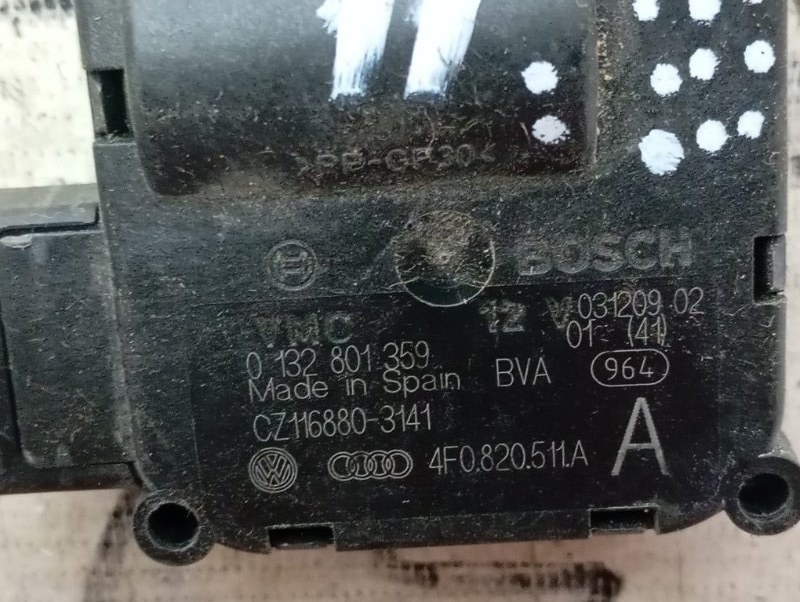 >PP-GF30<
BOSCH
VMC 12 V 031209 02
01 (41)
0 132 801 359
Made in Spain BVA 964
CZ116880-3141
VW 4F0.820.511.A A